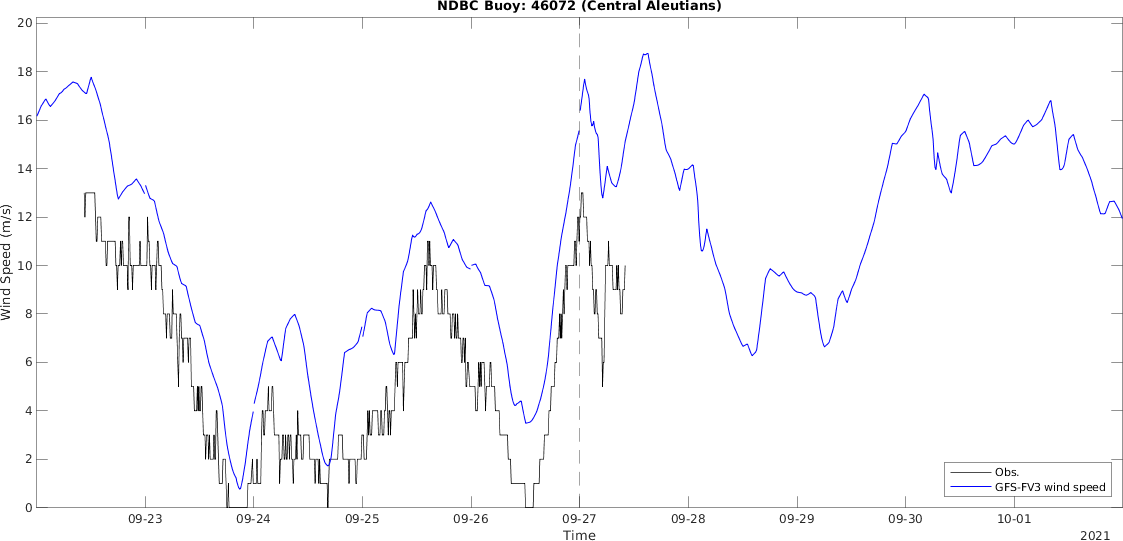 NDBC Buoy: 46072 (Central Aleutians)
20
18
16
14
12
10
8
6
4
2
0
Wind Speed (m/s)
Obs.
GFS-FV3 wind speed
09-23 09-24 09-25 09-26 09-27 09-28 09-29 09-30 10-01
Time
2021